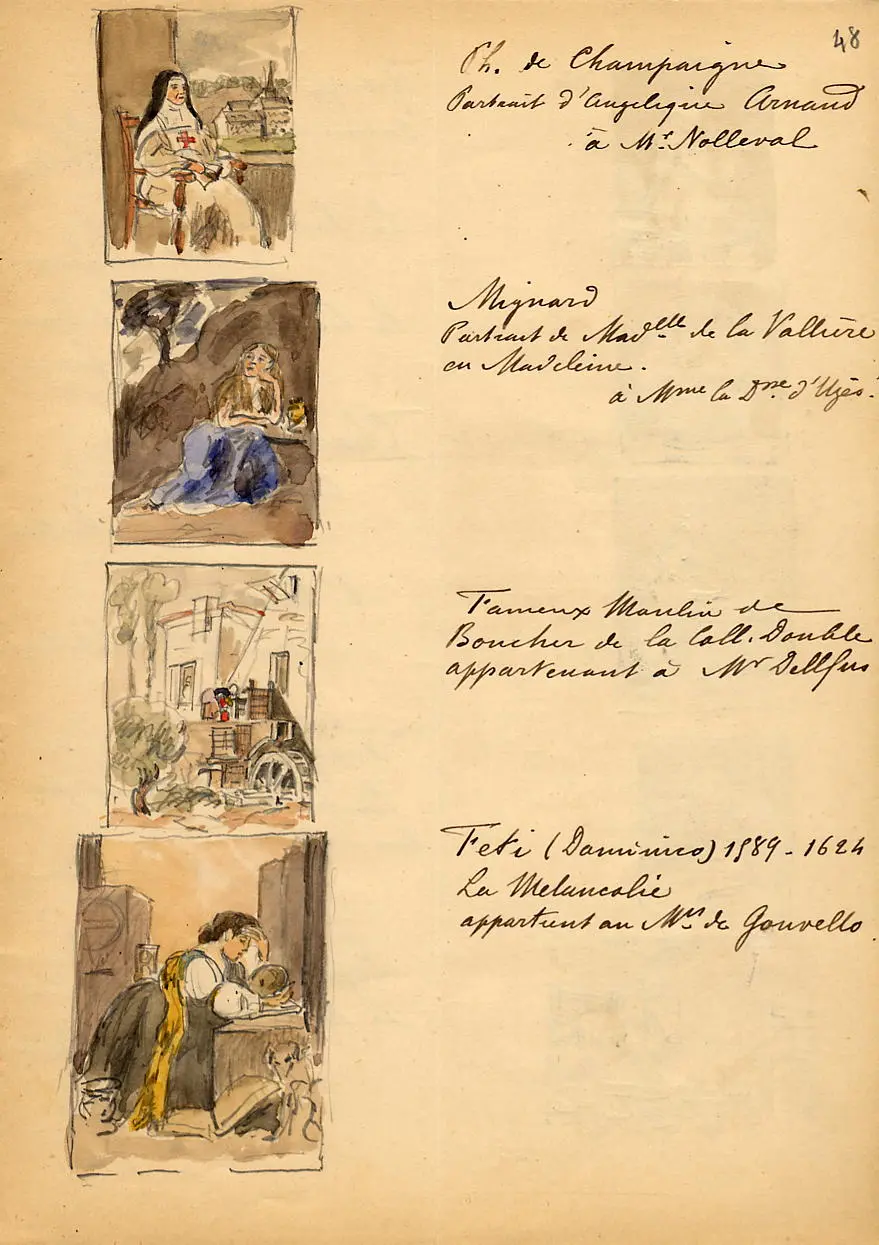 48
Ph. de Champaigne
Portrait d'Angelique Arnaud
à Mr. Nolleval
Mignard
Portrait de Madelle de la Vallière
en Madeleine.
à Mme la Dsse d'Uzès.
Fameux Moulin de
Boucher de la Coll. Double
appartenant à Mr Dollfus
Feti (Dominico) 1589 - 1624
La Melancolie
appartient au Mis de Gouvello